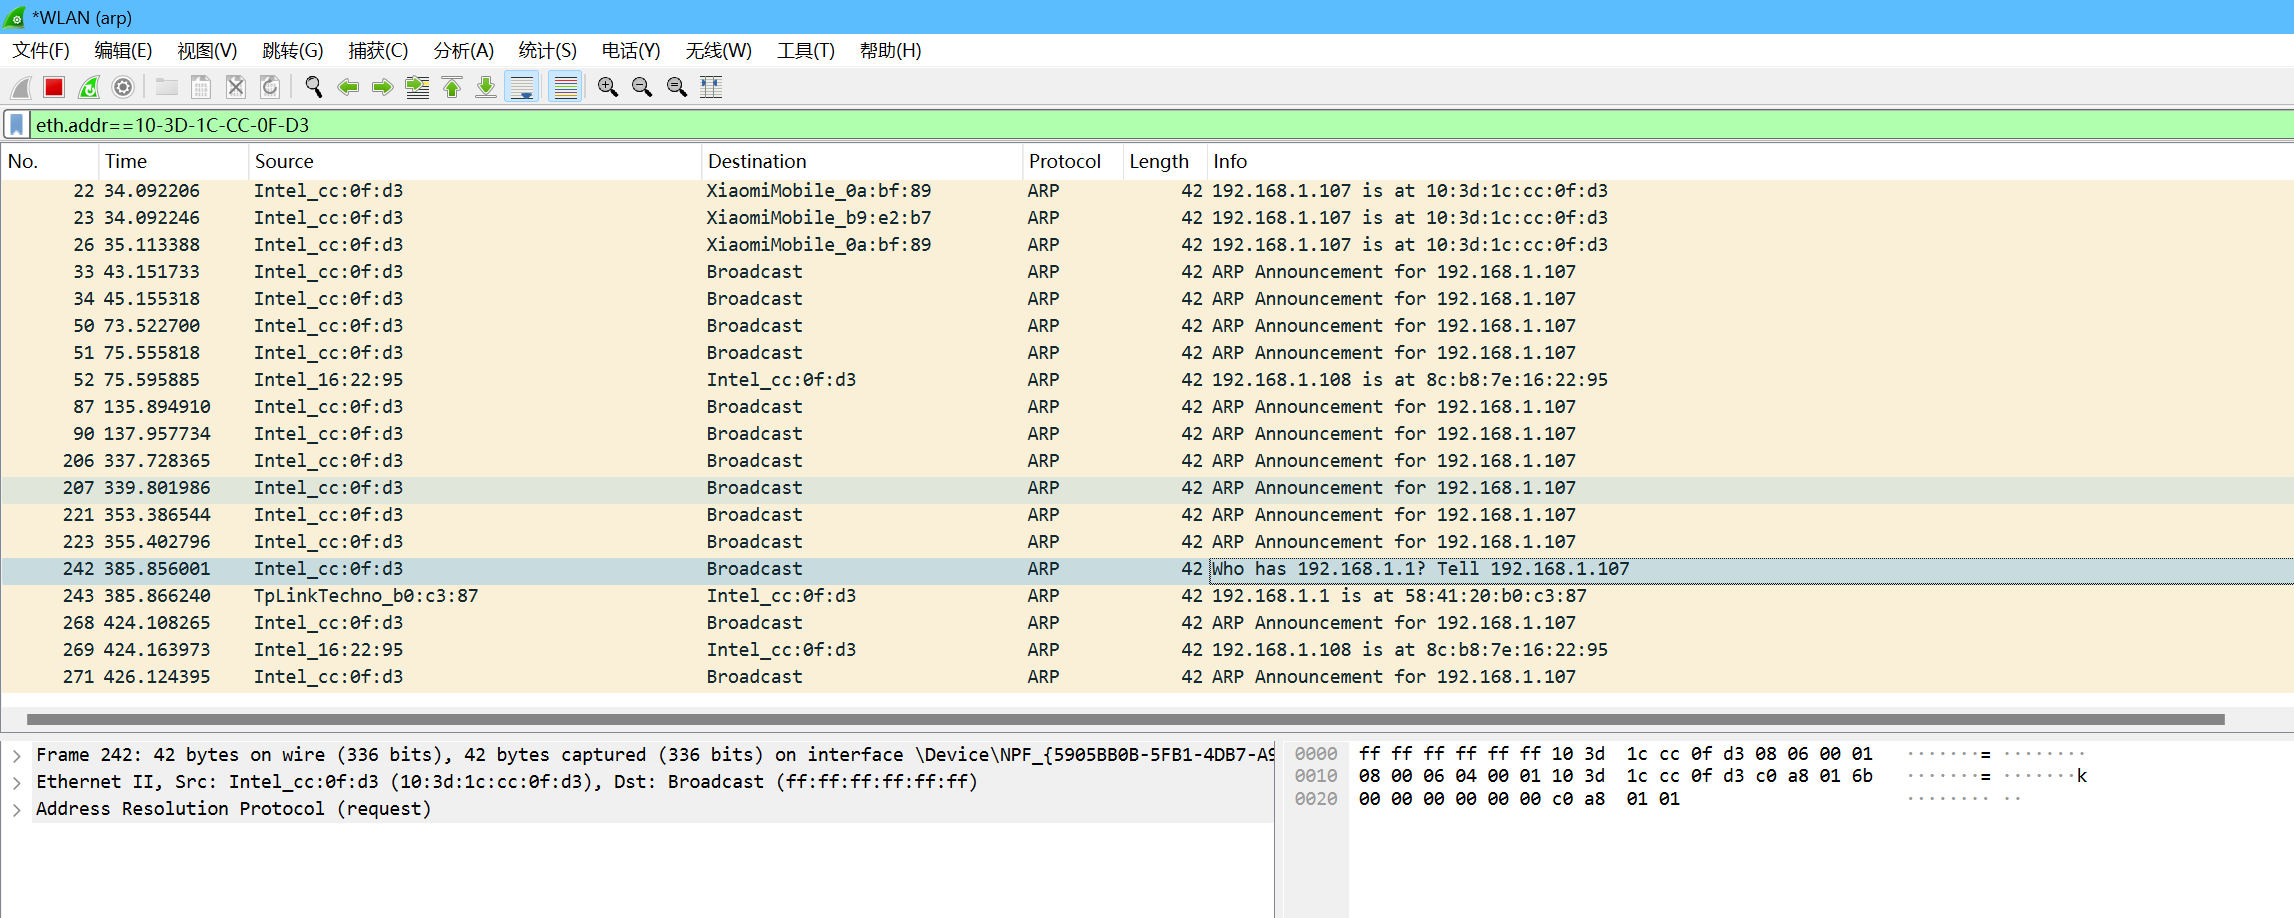 *WLAN (arp)
文件(F) 编辑(E) 视图(V) 跳转(G) 捕获(C) 分析(A) 统计(S) 电话(Y) 无线(W) 工具(T) 帮助(H)
eth.addr==10-3D-1C-CC-0F-D3
No. Time Source Destination Protocol Length Info
22 34.092206 Intel_cc:0f:d3 XiaomiMobile_0a:bf:89 ARP 42 192.168.1.107 is at 10:3d:1c:cc:0f:d3
23 34.092246 Intel_cc:0f:d3 XiaomiMobile_b9:e2:b7 ARP 42 192.168.1.107 is at 10:3d:1c:cc:0f:d3
26 35.113388 Intel_cc:0f:d3 XiaomiMobile_0a:bf:89 ARP 42 192.168.1.107 is at 10:3d:1c:cc:0f:d3
33 43.151733 Intel_cc:0f:d3 Broadcast ARP 42 ARP Announcement for 192.168.1.107
34 45.155318 Intel_cc:0f:d3 Broadcast ARP 42 ARP Announcement for 192.168.1.107
50 73.522700 Intel_cc:0f:d3 Broadcast ARP 42 ARP Announcement for 192.168.1.107
51 75.555818 Intel_cc:0f:d3 Broadcast ARP 42 ARP Announcement for 192.168.1.107
52 75.595885 Intel_16:22:95 Intel_cc:0f:d3 ARP 42 192.168.1.108 is at 8c:b8:7e:16:22:95
87 135.894910 Intel_cc:0f:d3 Broadcast ARP 42 ARP Announcement for 192.168.1.107
90 137.957734 Intel_cc:0f:d3 Broadcast ARP 42 ARP Announcement for 192.168.1.107
206 337.728365 Intel_cc:0f:d3 Broadcast ARP 42 ARP Announcement for 192.168.1.107
207 339.801986 Intel_cc:0f:d3 Broadcast ARP 42 ARP Announcement for 192.168.1.107
221 353.386544 Intel_cc:0f:d3 Broadcast ARP 42 ARP Announcement for 192.168.1.107
223 355.402796 Intel_cc:0f:d3 Broadcast ARP 42 ARP Announcement for 192.168.1.107
242 385.856001 Intel_cc:0f:d3 Broadcast ARP 42 Who has 192.168.1.1? Tell 192.168.1.107
243 385.866240 TpLinkTechno_b0:c3:87 Intel_cc:0f:d3 ARP 42 192.168.1.1 is at 58:41:20:b0:c3:87
268 424.108265 Intel_cc:0f:d3 Broadcast ARP 42 ARP Announcement for 192.168.1.107
269 424.163973 Intel_16:22:95 Intel_cc:0f:d3 ARP 42 192.168.1.108 is at 8c:b8:7e:16:22:95
271 426.124395 Intel_cc:0f:d3 Broadcast ARP 42 ARP Announcement for 192.168.1.107
Frame 242: 42 bytes on wire (336 bits), 42 bytes captured (336 bits) on interface \Device\NPF_{5905BB0B-5FB1-4DB7-A9
Ethernet II, Src: Intel_cc:0f:d3 (10:3d:1c:cc:0f:d3), Dst: Broadcast (ff:ff:ff:ff:ff:ff)
Address Resolution Protocol (request)
0000 ff ff ff ff ff ff 10 3d 1c cc 0f d3 08 06 00 01 ·······= ········
0010 08 00 06 04 00 01 10 3d 1c cc 0f d3 c0 a8 01 6b ·······= ·······k
0020 00 00 00 00 00 00 c0 a8 01 01 ········ ··